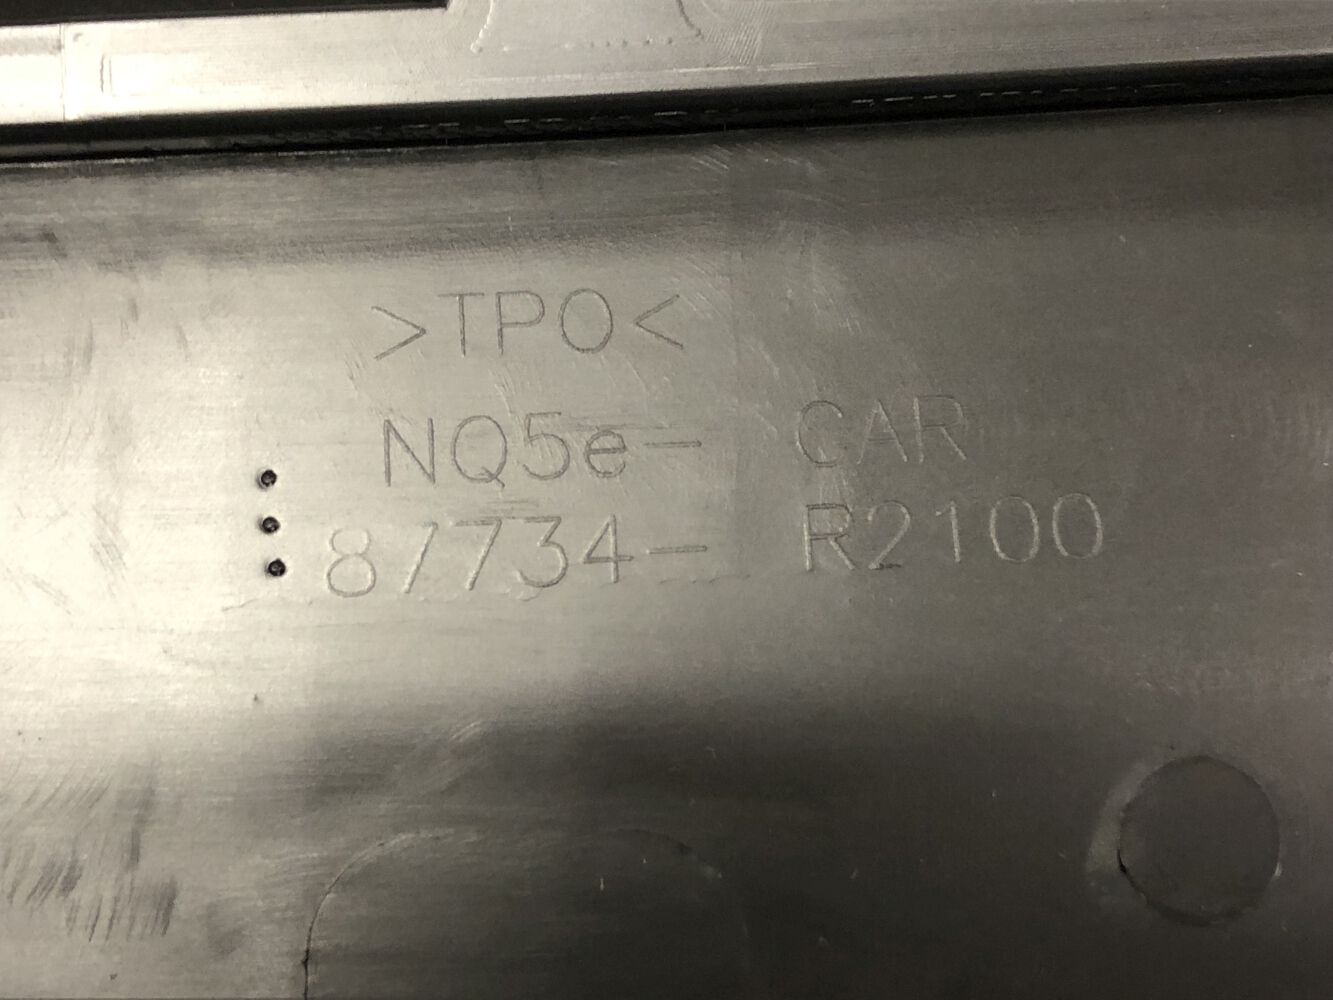 >TPO<
NQ5e- CAR
87734- R2100